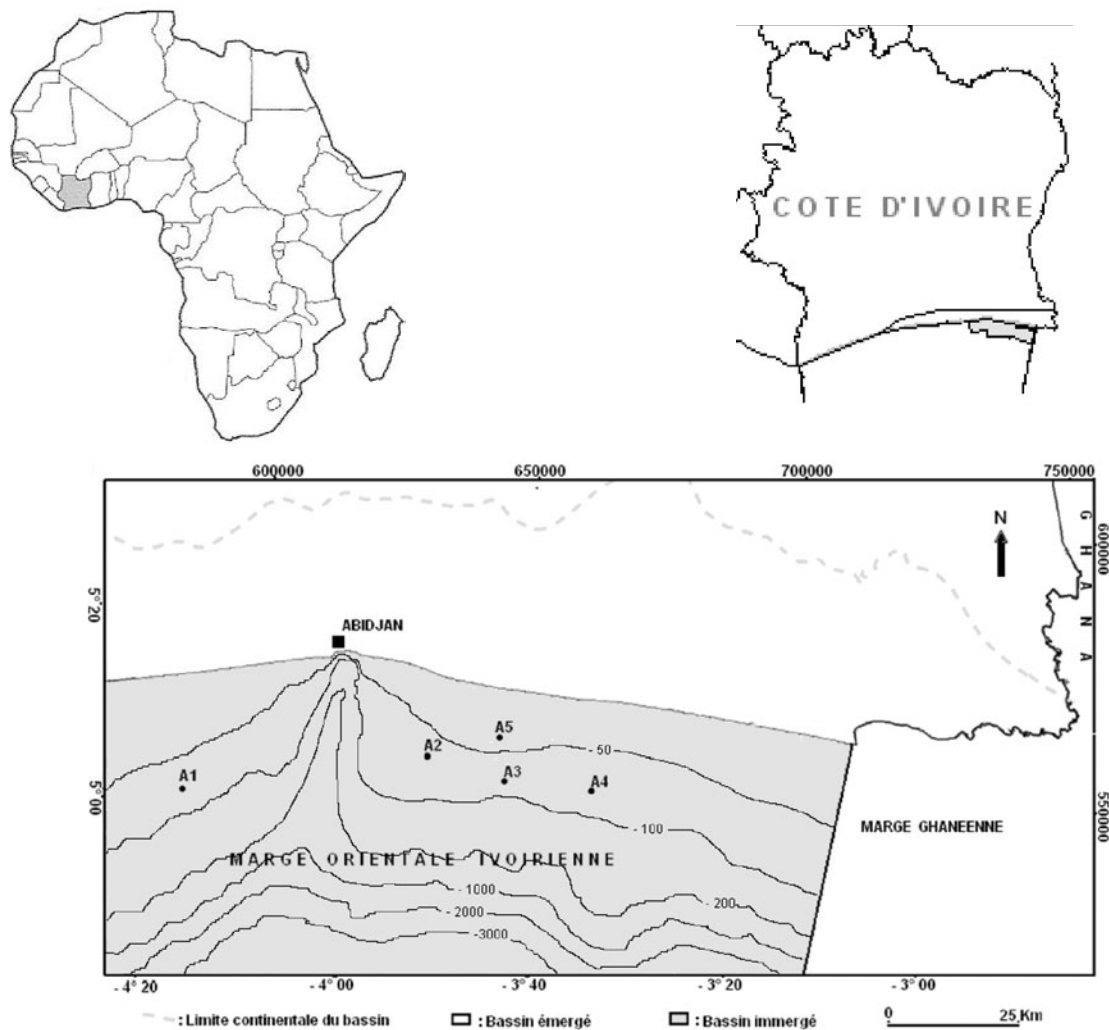 COTE D'IVOIRE
600000 650000 700000 750000
N
GHANA
600000
5°20
ABIDJAN
A5
A2
- 50
A1
A3
A4
5°00
550000
- 100
MARGE GHANEENNE
MARGE ORIENTALE IVOIRIENNE
- 1000
- 200
- 2000
-3000
- 4° 20 - 4° 00 - 3° 40 - 3° 20 - 3° 00
: Limite continentale du bassin : Bassin émergé : Bassin immergé 0 25 Km